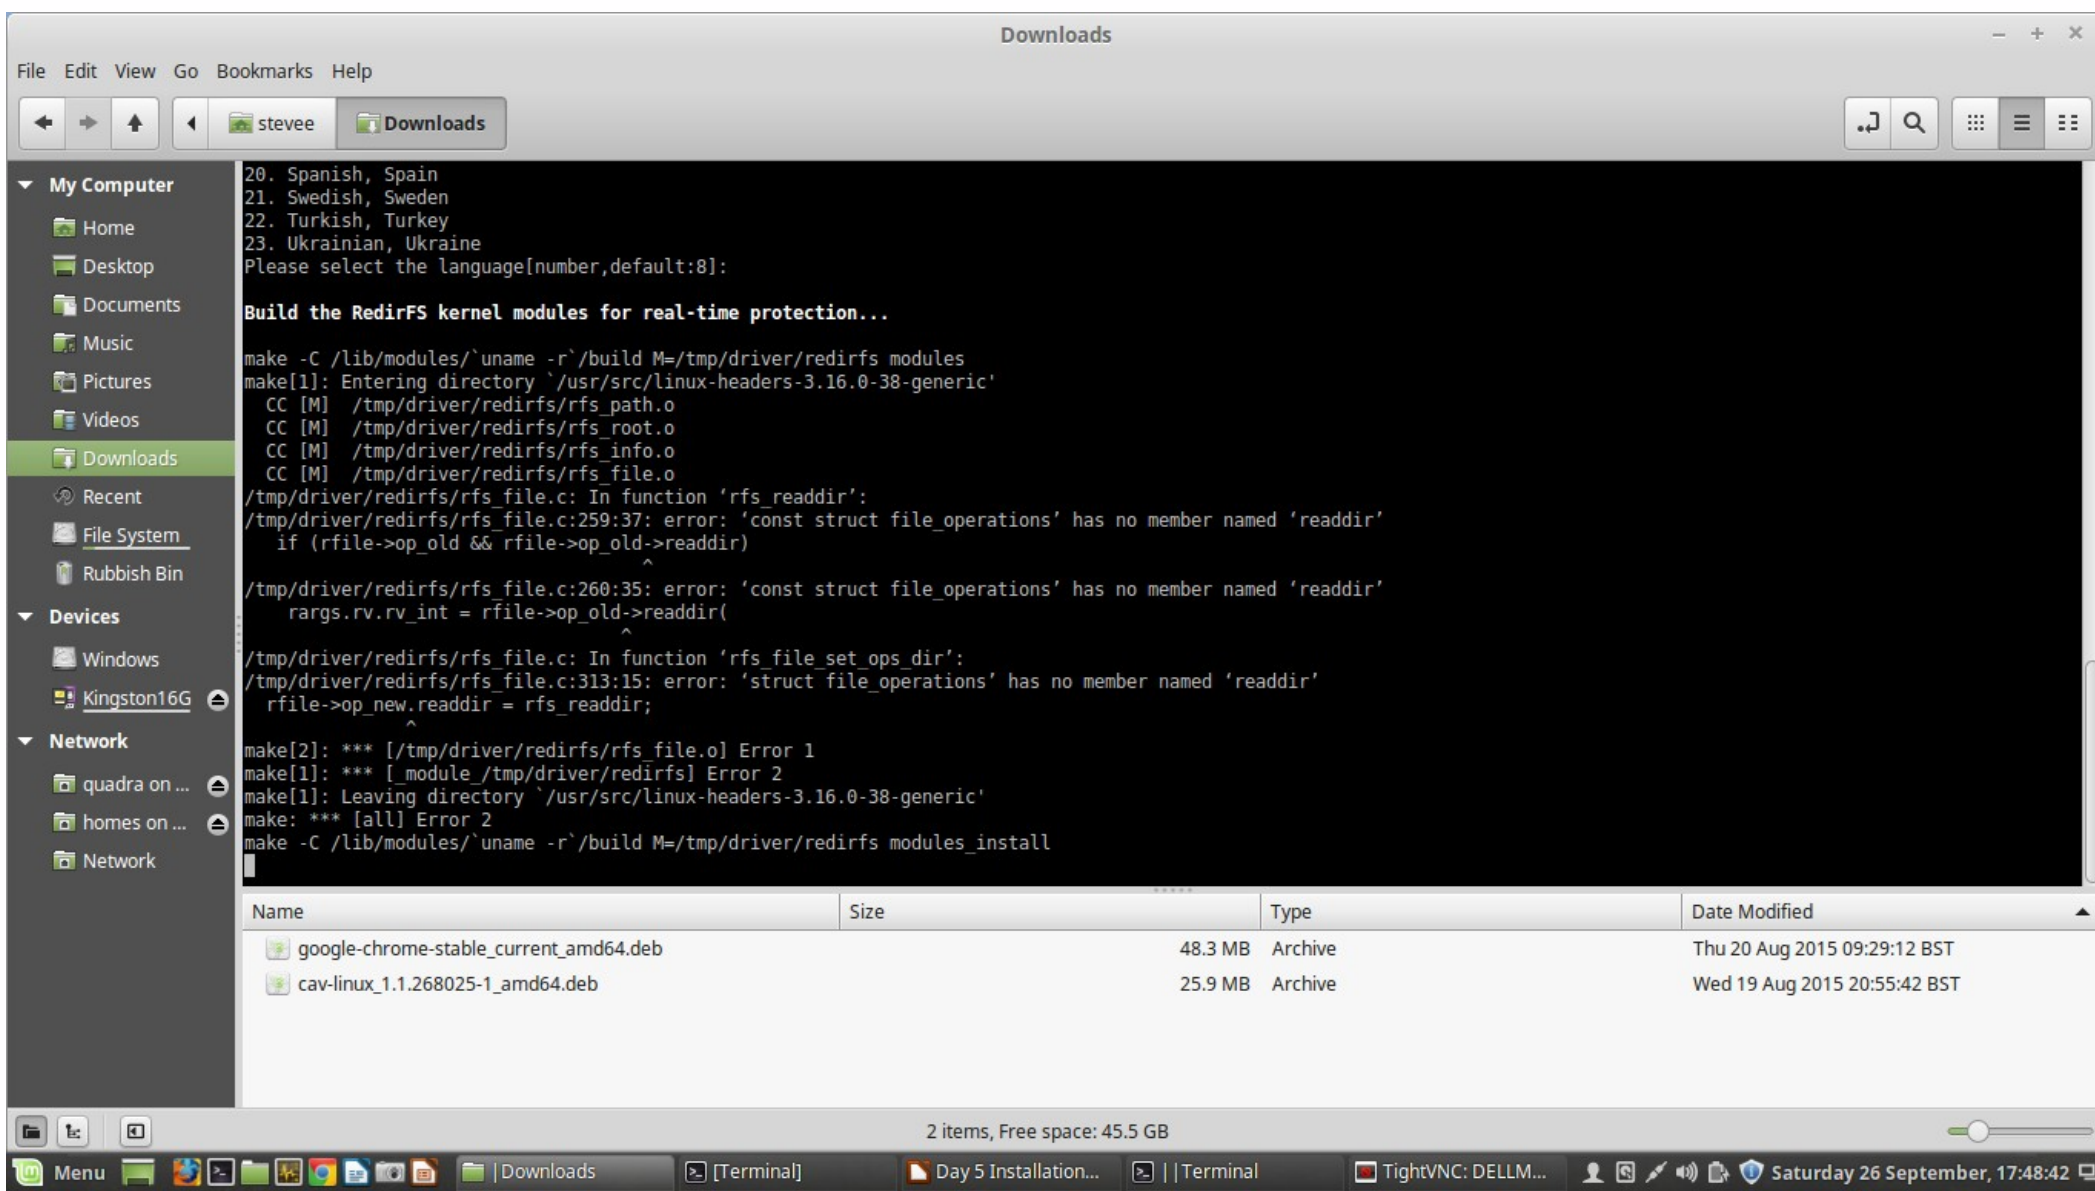 Downloads
File Edit View Go Bookmarks Help
stevee Downloads
My Computer
Home
Desktop
Documents
Music
Pictures
Videos
Downloads
Recent
File System
Rubbish Bin
Devices
Windows
Kingston16G
Network
quadra on ...
homes on ...
Network
20. Spanish, Spain
21. Swedish, Sweden
22. Turkish, Turkey
23. Ukrainian, Ukraine
Please select the language[number,default:8]:
Build the RedirFS kernel modules for real-time protection...
make -C /lib/modules/`uname -r`/build M=/tmp/driver/redirfs modules
make[1]: Entering directory `/usr/src/linux-headers-3.16.0-38-generic'
CC [M] /tmp/driver/redirfs/rfs_path.o
CC [M] /tmp/driver/redirfs/rfs_root.o
CC [M] /tmp/driver/redirfs/rfs_info.o
CC [M] /tmp/driver/redirfs/rfs_file.o
/tmp/driver/redirfs/rfs_file.c: In function ‘rfs_readdir’:
/tmp/driver/redirfs/rfs_file.c:259:37: error: ‘const struct file_operations’ has no member named ‘readdir’
if (rfile->op_old && rfile->op_old->readdir)
^
/tmp/driver/redirfs/rfs_file.c:260:35: error: ‘const struct file_operations’ has no member named ‘readdir’
rargs.rv.rv_int = rfile->op_old->readdir(
^
/tmp/driver/redirfs/rfs_file.c: In function ‘rfs_file_set_ops_dir’:
/tmp/driver/redirfs/rfs_file.c:313:15: error: ‘struct file_operations’ has no member named ‘readdir’
rfile->op_new.readdir = rfs_readdir;
^
make[2]: *** [/tmp/driver/redirfs/rfs_file.o] Error 1
make[1]: *** [_module_/tmp/driver/redirfs] Error 2
make[1]: Leaving directory `/usr/src/linux-headers-3.16.0-38-generic'
make: *** [all] Error 2
make -C /lib/modules/`uname -r`/build M=/tmp/driver/redirfs modules_install
Name Size Type Date Modified
google-chrome-stable_current_amd64.deb 48.3 MB Archive Thu 20 Aug 2015 09:29:12 BST
cav-linux_1.1.268025-1_amd64.deb 25.9 MB Archive Wed 19 Aug 2015 20:55:42 BST
2 items, Free space: 45.5 GB
Menu |Downloads [Terminal] Day 5 Installation... ||Terminal TightVNC: DELLM... Saturday 26 September, 17:48:42